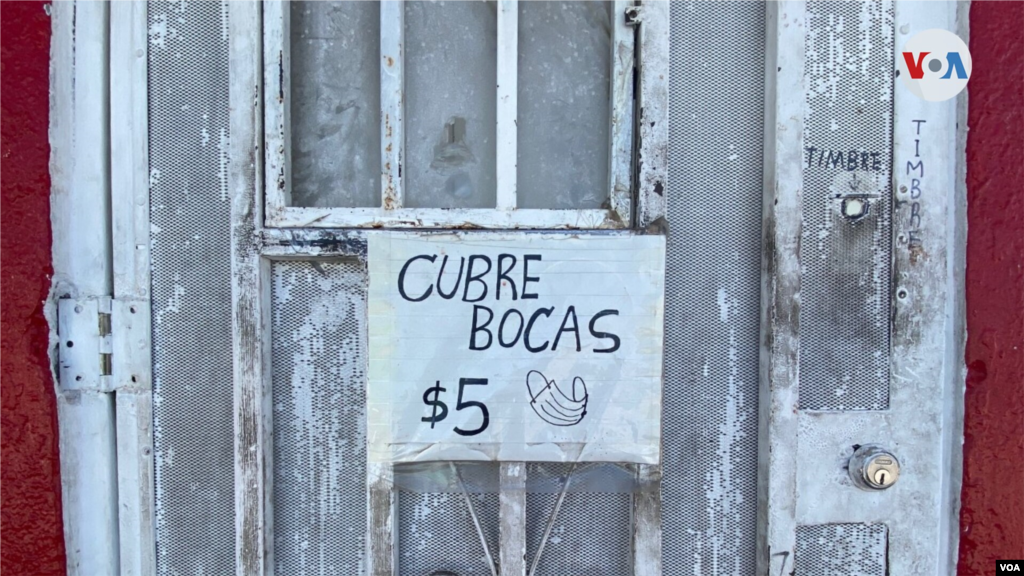 VOA
TIMBRE
TIMBRE
CUBRE
BOCAS
$5
VOA